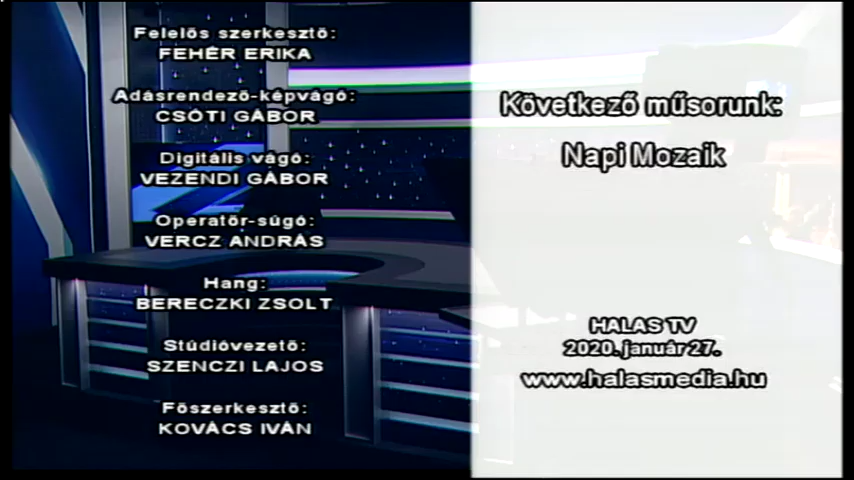 Felelős szerkesztő:
FEHÉR ERIKA
Adásrendező-képvágó:
CSÓTI GÁBOR
Digitális vágó:
VEZENDI GÁBOR
Operatőr-súgó:
VERCZ ANDRÁS
Hang:
BERECZKI ZSOLT
Stúdióvezető:
SZENCZI LAJOS
Főszerkesztő:
KOVÁCS IVÁN
Következő műsorunk:
Napi Mozaik
HALAS TV
2020. január 27.
www.halasmedia.hu